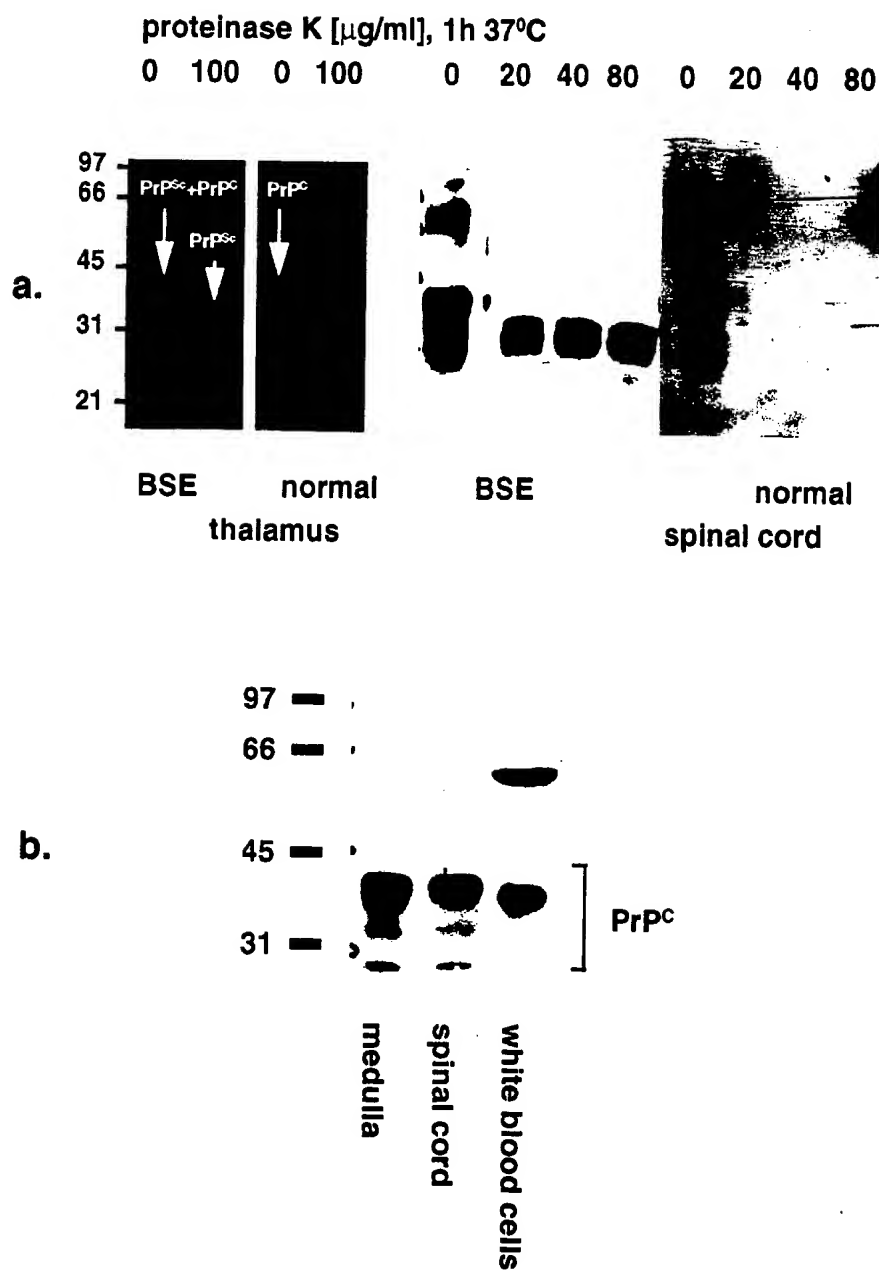 proteinase K [µg/ml], 1h 37⁰C
0 100 0 100 0 20 40 80 0 20 40 80
97
66
45
31
21
PrPˢᶜ+PrPᶜ
PrPˢᶜ
PrPᶜ
a.
BSE normal BSE normal
thalamus spinal cord
b.
97
66
45
31
PrPᶜ
medulla
spinal cord
white blood cells